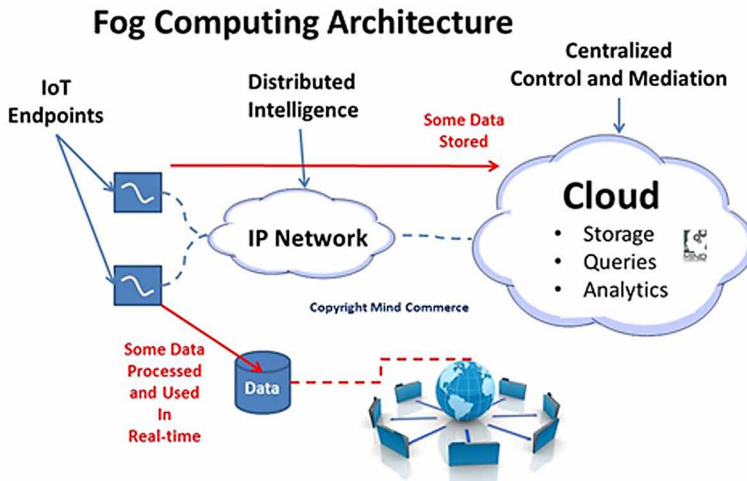 Fog Computing Architecture
IoT
Endpoints
Distributed
Intelligence
Centralized
Control and Mediation
Some Data
Stored
Cloud
• Storage
• Queries
• Analytics
IP Network
Copyright Mind Commerce
Some Data
Processed
and Used
In
Real-time
Data